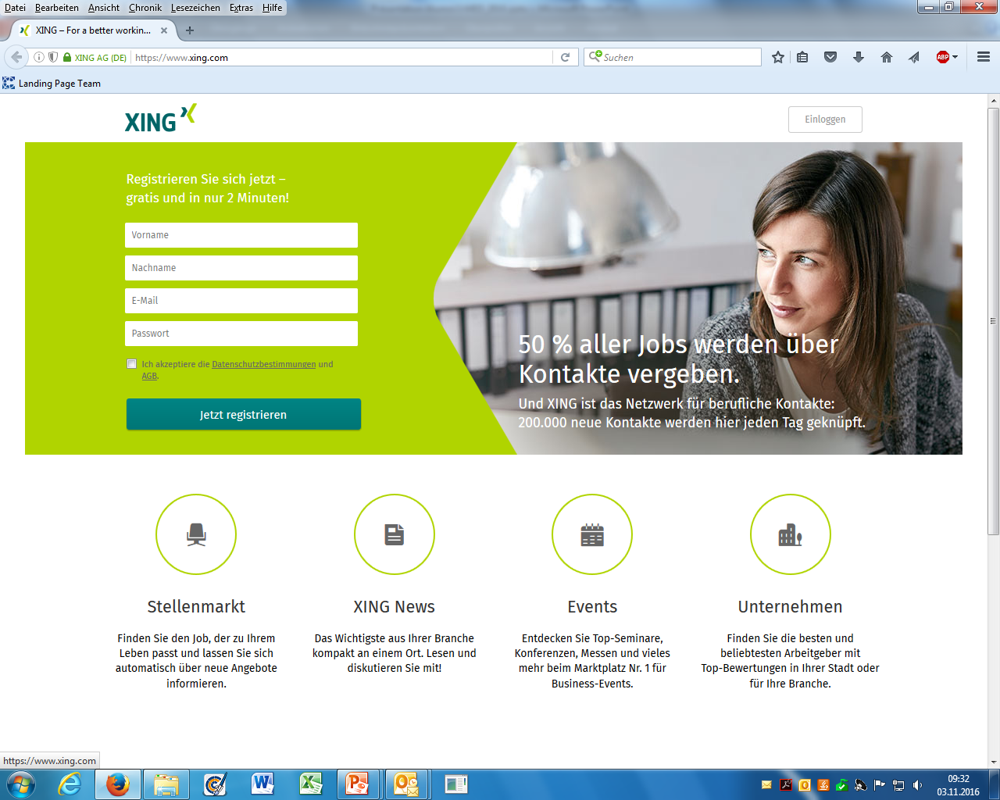 Datei Bearbeiten Ansicht Chronik Lesezeichen Extras Hilfe
XING – For a better workin...
XING AG (DE) https://www.xing.com
Suchen
ABP
Landing Page Team
XING
Einloggen
Registrieren Sie sich jetzt –
gratis und in nur 2 Minuten!
Vorname
Nachname
E-Mail
Passwort
Ich akzeptiere die Datenschutzbestimmungen und
AGB.
Jetzt registrieren
50 % aller Jobs werden über
Kontakte vergeben.
Und XING ist das Netzwerk für berufliche Kontakte:
200.000 neue Kontakte werden hier jeden Tag geknüpft.
Stellenmarkt
Finden Sie den Job, der zu Ihrem
Leben passt und lassen Sie sich
automatisch über neue Angebote
informieren.
XING News
Das Wichtigste aus Ihrer Branche
kompakt an einem Ort. Lesen und
diskutieren Sie mit!
Events
Entdecken Sie Top-Seminare,
Konferenzen, Messen und vieles
mehr beim Marktplatz Nr. 1 für
Business-Events.
Unternehmen
Finden Sie die besten und
beliebtesten Arbeitgeber mit
Top-Bewertungen in Ihrer Stadt oder
für Ihre Branche.
https://www.xing.com
09:32
03.11.2016